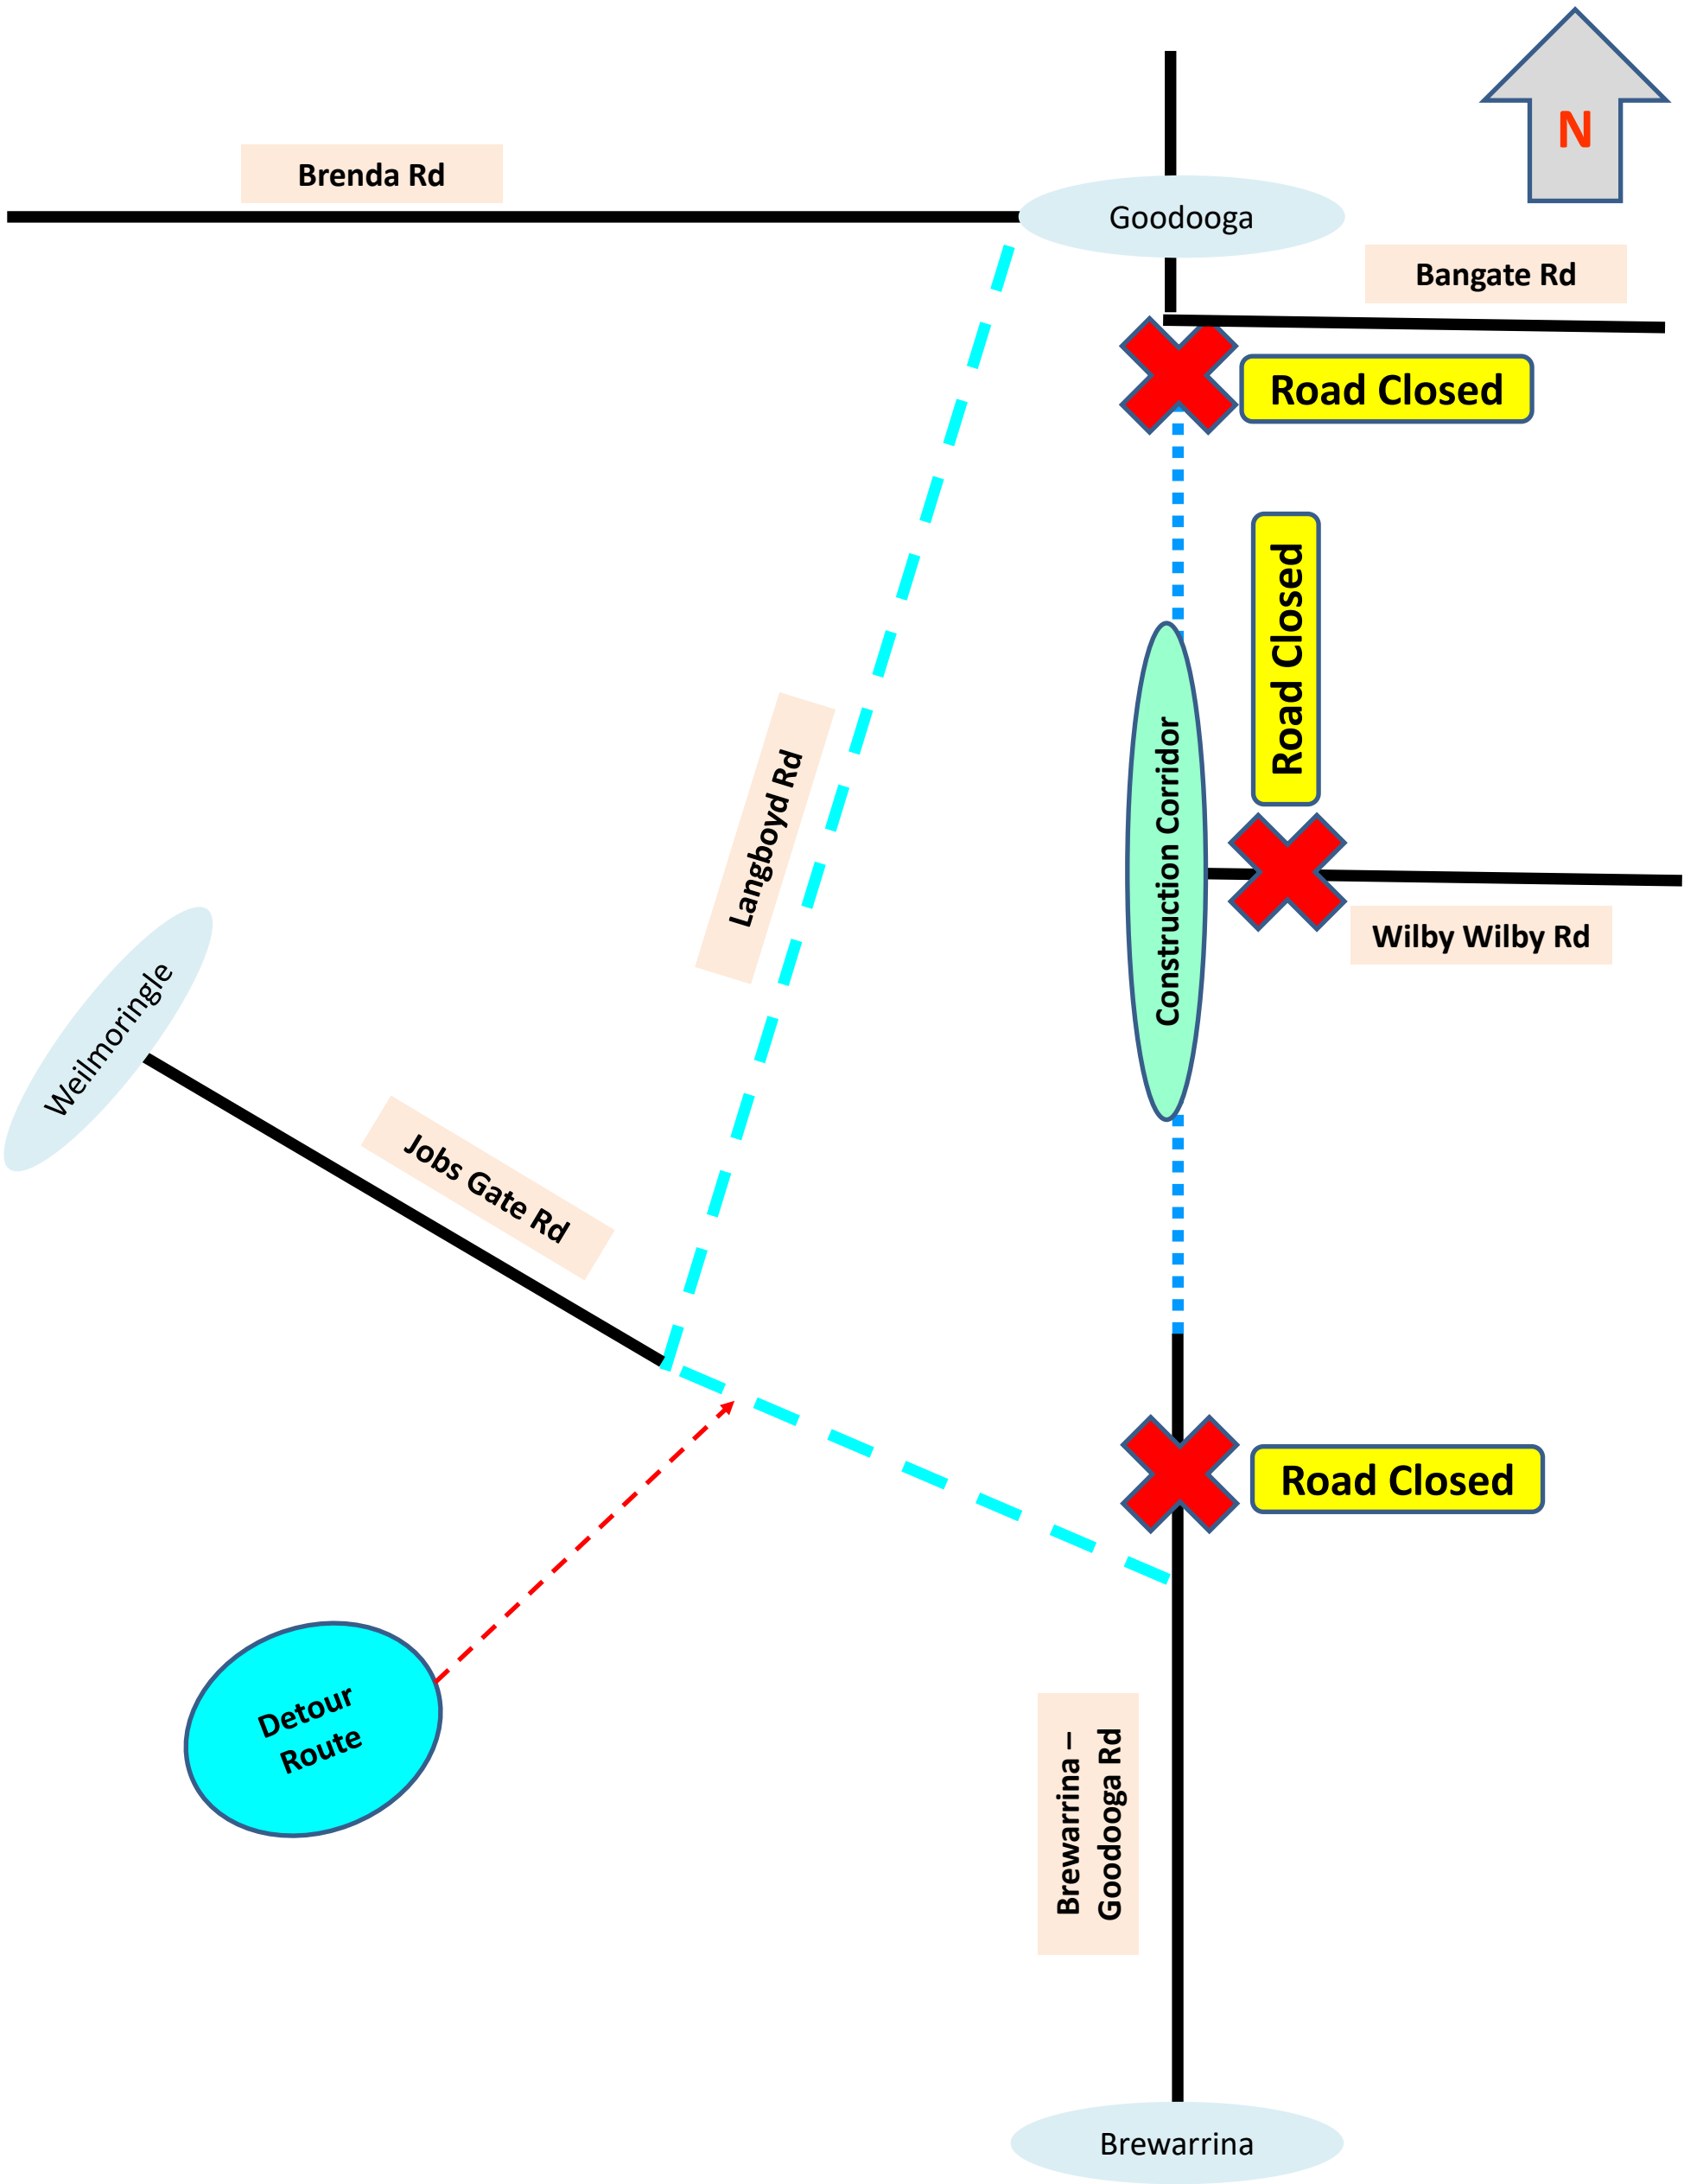 N
Brenda Rd
Goodooga
Bangate Rd
Road Closed
Road Closed
Langboyd Rd
Construction Corridor
Wilby Wilby Rd
Weilmoringle
Jobs Gate Rd
Road Closed
Detour
Route
Brewarrina –
Goodooga Rd
Brewarrina